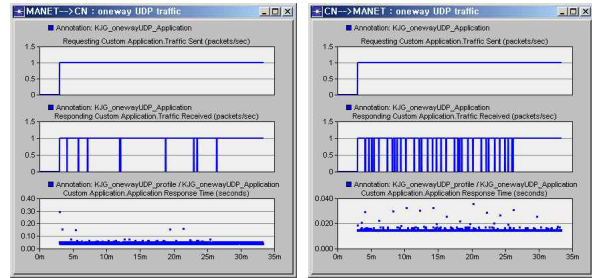 MANET-->CN : oneway UDP traffic
Annotation: KJG_onewayUDP_Application
Requesting Custom Application.Traffic Sent (packets/sec)
1.5
1
0.5
0
Annotation: KJG_onewayUDP_Application
Responding Custom Application.Traffic Received (packets/sec)
1.5
1
0.5
0
Annotation: KJG_onewayUDP_profile / KJG_onewayUDP_Application
Custom Application.Application Response Time (seconds)
0.40
0.30
0.20
0.10
0.00
0m 5m 10m 15m 20m 25m 30m 35m
CN-->MANET : oneway UDP traffic
Annotation: KJG_onewayUDP_Application
Requesting Custom Application.Traffic Sent (packets/sec)
1.5
1
0.5
0
Annotation: KJG_onewayUDP_Application
Responding Custom Application.Traffic Received (packets/sec)
1.5
1
0.5
0
Annotation: KJG_onewayUDP_profile / KJG_onewayUDP_Application
Custom Application.Application Response Time (seconds)
0.040
0.020
0.000
0m 5m 10m 15m 20m 25m 30m 35m